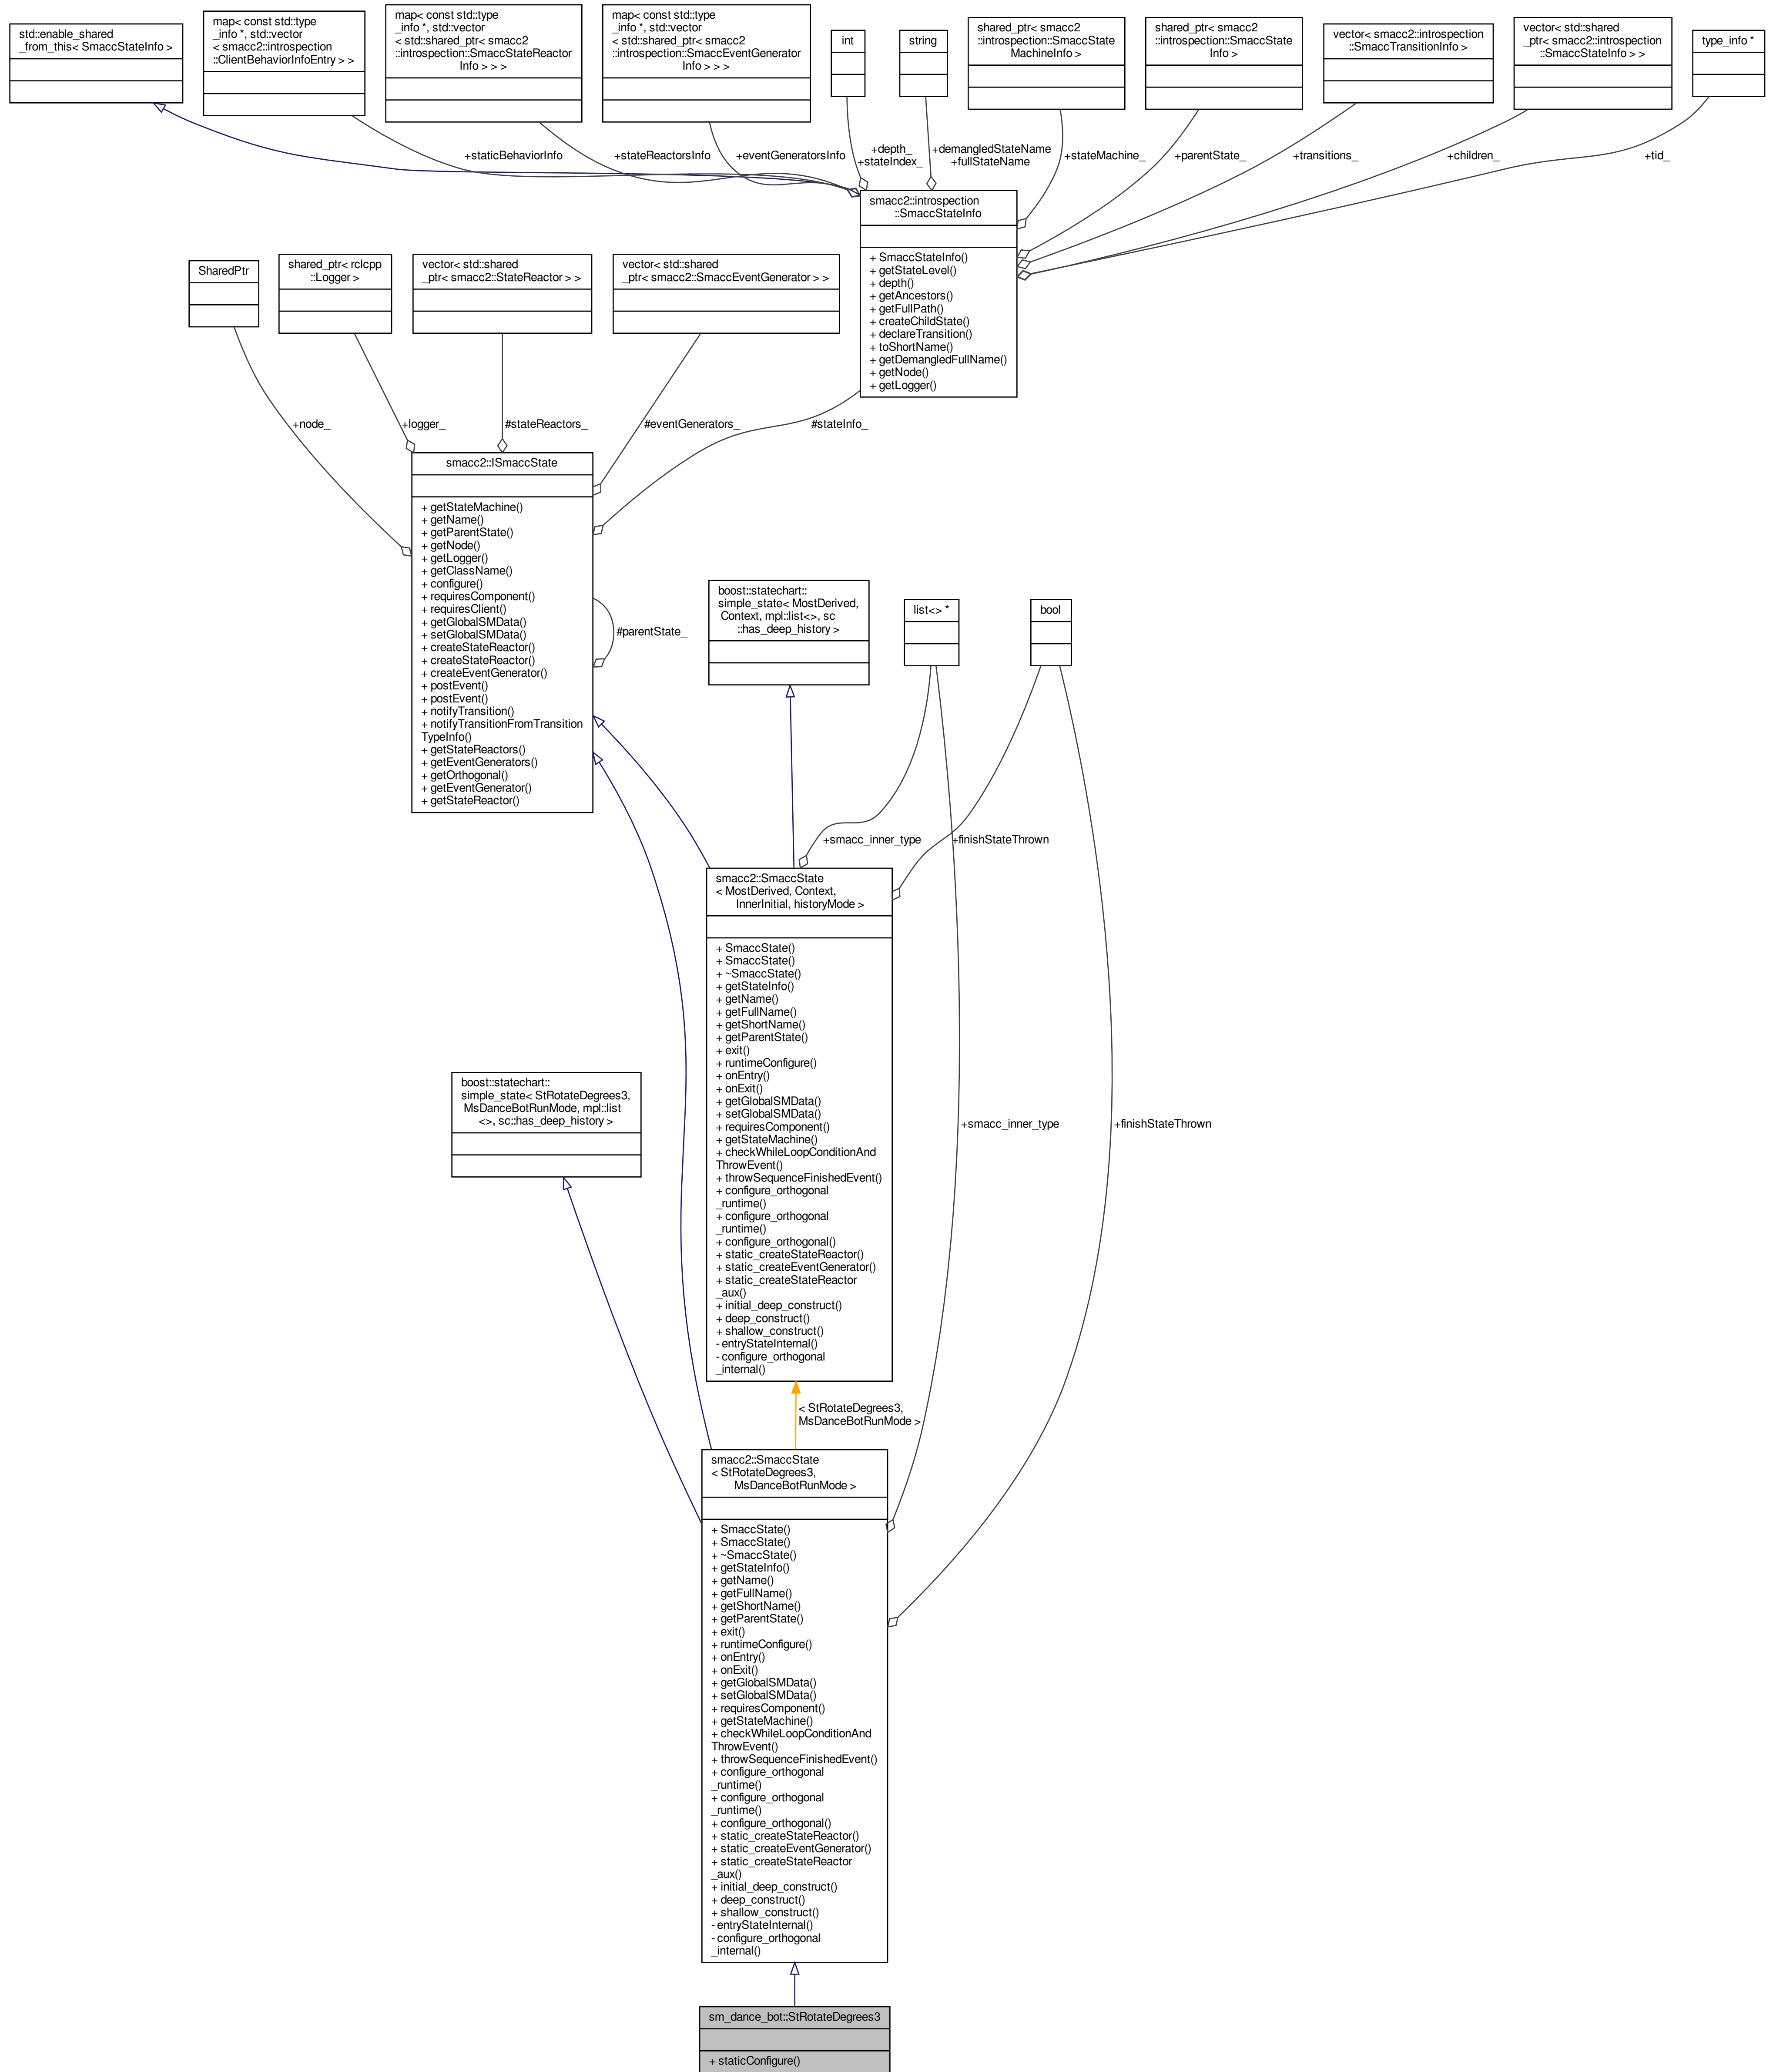 std::enable_shared
_from_this< SmaccStateInfo >
map< const std::type
_info *, std::vector
< smacc2::introspection
::ClientBehaviorInfoEntry > >
map< const std::type
_info *, std::vector
< std::shared_ptr< smacc2
::introspection::SmaccStateReactor
Info > > >
map< const std::type
_info *, std::vector
< std::shared_ptr< smacc2
::introspection::SmaccEventGenerator
Info > > >
int
string
shared_ptr< smacc2
::introspection::SmaccState
MachineInfo >
shared_ptr< smacc2
::introspection::SmaccState
Info >
vector< smacc2::introspection
::SmaccTransitionInfo >
vector< std::shared
_ptr< smacc2::introspection
::SmaccStateInfo > >
type_info *
+staticBehaviorInfo
+stateReactorsInfo
+eventGeneratorsInfo
+depth_
+stateIndex_
+demangledStateName
+fullStateName
+stateMachine_
+parentState_
+transitions_
+children_
+tid_
smacc2::introspection
::SmaccStateInfo
+ SmaccStateInfo()
+ getStateLevel()
+ depth()
+ getAncestors()
+ getFullPath()
+ createChildState()
+ declareTransition()
+ toShortName()
+ getDemangledFullName()
+ getNode()
+ getLogger()
SharedPtr
shared_ptr< rclcpp
::Logger >
vector< std::shared
_ptr< smacc2::StateReactor > >
vector< std::shared
_ptr< smacc2::SmaccEventGenerator > >
+node_
+logger_
#stateReactors_
#eventGenerators_
#stateInfo_
smacc2::ISmaccState
+ getStateMachine()
+ getName()
+ getParentState()
+ getNode()
+ getLogger()
+ getClassName()
+ configure()
+ requiresComponent()
+ requiresClient()
+ getGlobalSMData()
+ setGlobalSMData()
+ createStateReactor()
+ createStateReactor()
+ createEventGenerator()
+ postEvent()
+ postEvent()
+ notifyTransition()
+ notifyTransitionFromTransition
TypeInfo()
+ getStateReactors()
+ getEventGenerators()
+ getOrthogonal()
+ getEventGenerator()
+ getStateReactor()
#parentState_
boost::statechart::
simple_state< MostDerived,
Context, mpl::list<>, sc
::has_deep_history >
list<> *
bool
+smacc_inner_type
+finishStateThrown
smacc2::SmaccState
< MostDerived, Context,
InnerInitial, historyMode >
+ SmaccState()
+ SmaccState()
+ ~SmaccState()
+ getStateInfo()
+ getName()
+ getFullName()
+ getShortName()
+ getParentState()
+ exit()
+ runtimeConfigure()
+ onEntry()
+ onExit()
+ getGlobalSMData()
+ setGlobalSMData()
+ requiresComponent()
+ getStateMachine()
+ checkWhileLoopConditionAnd
ThrowEvent()
+ throwSequenceFinishedEvent()
+ configure_orthogonal
_runtime()
+ configure_orthogonal
_runtime()
+ configure_orthogonal()
+ static_createStateReactor()
+ static_createEventGenerator()
+ static_createStateReactor
_aux()
+ initial_deep_construct()
+ deep_construct()
+ shallow_construct()
- entryStateInternal()
- configure_orthogonal
_internal()
boost::statechart::
simple_state< StRotateDegrees3,
MsDanceBotRunMode, mpl::list
<>, sc::has_deep_history >
+smacc_inner_type
+finishStateThrown
< StRotateDegrees3,
MsDanceBotRunMode >
smacc2::SmaccState
< StRotateDegrees3,
MsDanceBotRunMode >
+ SmaccState()
+ SmaccState()
+ ~SmaccState()
+ getStateInfo()
+ getName()
+ getFullName()
+ getShortName()
+ getParentState()
+ exit()
+ runtimeConfigure()
+ onEntry()
+ onExit()
+ getGlobalSMData()
+ setGlobalSMData()
+ requiresComponent()
+ getStateMachine()
+ checkWhileLoopConditionAnd
ThrowEvent()
+ throwSequenceFinishedEvent()
+ configure_orthogonal
_runtime()
+ configure_orthogonal
_runtime()
+ configure_orthogonal()
+ static_createStateReactor()
+ static_createEventGenerator()
+ static_createStateReactor
_aux()
+ initial_deep_construct()
+ deep_construct()
+ shallow_construct()
- entryStateInternal()
- configure_orthogonal
_internal()
sm_dance_bot::StRotateDegrees3
+ staticConfigure()